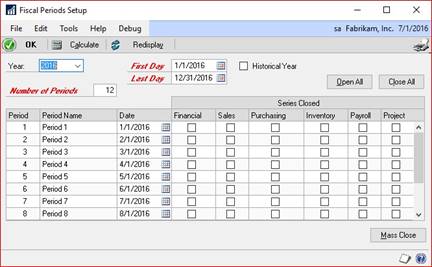 Fiscal Periods Setup
File Edit Tools Help Debug sa Fabrikam, Inc. 7/1/2016
OK Calculate Redisplay
Year: 2016 First Day 1/1/2016 Historical Year
Last Day 12/31/2016
Open All Close All
Number of Periods 12
Series Closed
Period Period Name Date Financial Sales Purchasing Inventory Payroll Project
1 Period 1 1/1/2016
2 Period 2 2/1/2016
3 Period 3 3/1/2016
4 Period 4 4/1/2016
5 Period 5 5/1/2016
6 Period 6 6/1/2016
7 Period 7 7/1/2016
8 Period 8 8/1/2016
Mass Close